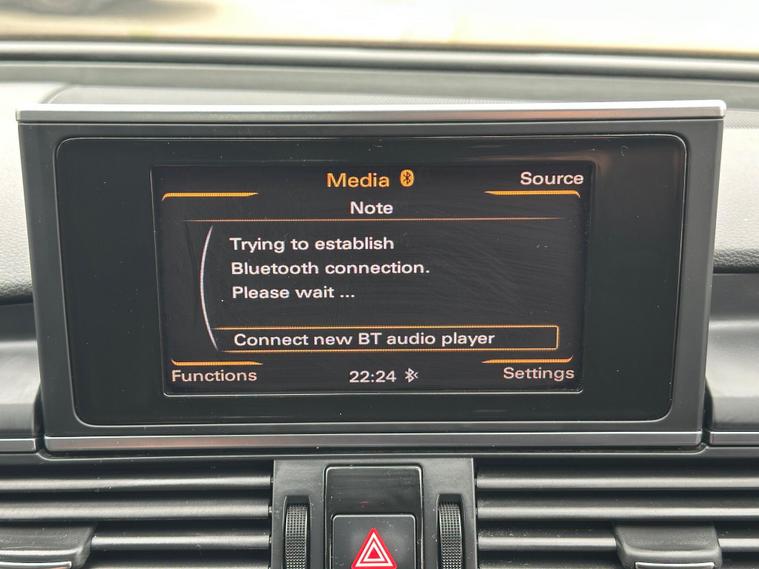 Media
Source
Note
Trying to establish
Bluetooth connection.
Please wait ...
Connect new BT audio player
Functions
22:24
Settings